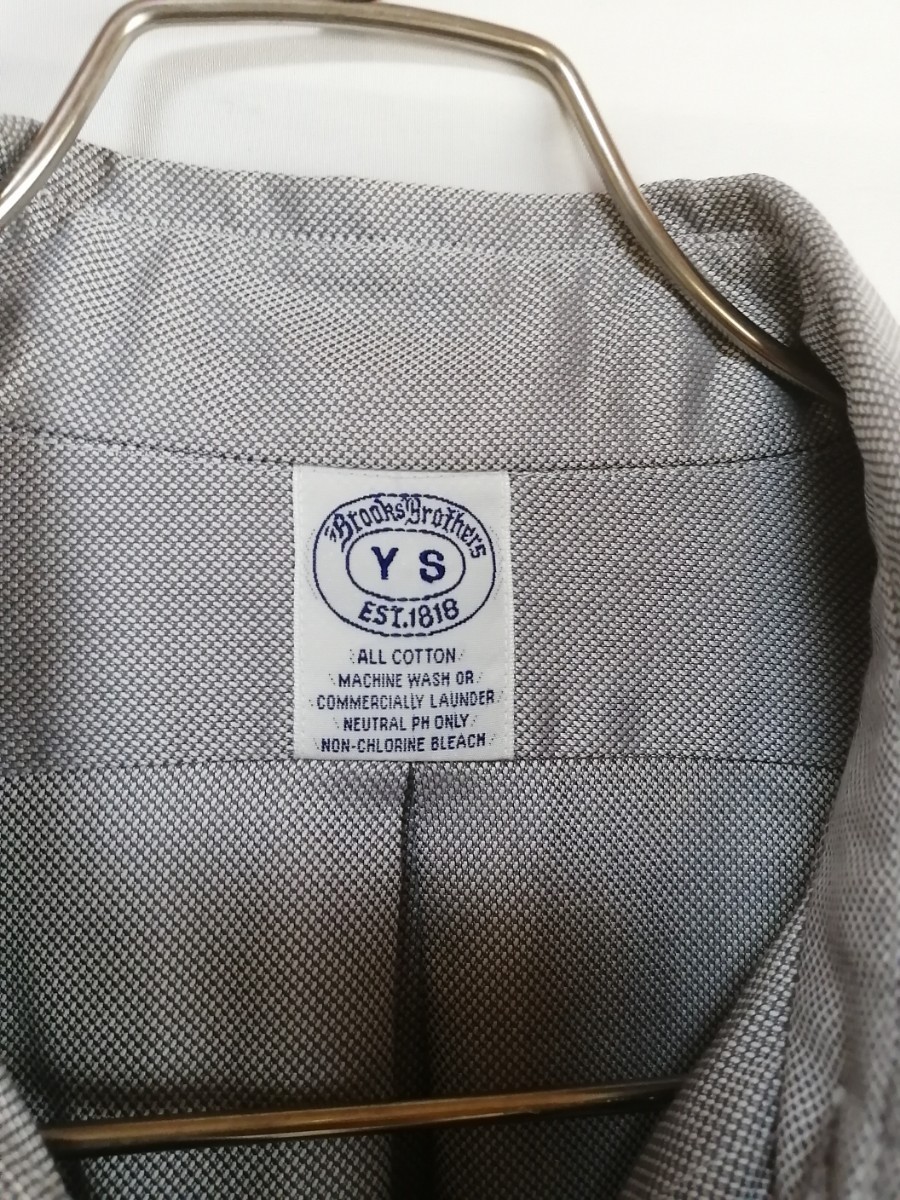 Brooks Brothers
Y S
EST. 1818
ALL COTTON
MACHINE WASH OR
COMMERCIALLY LAUNDER
NEUTRAL PH ONLY
NON-CHLORINE BLEACH